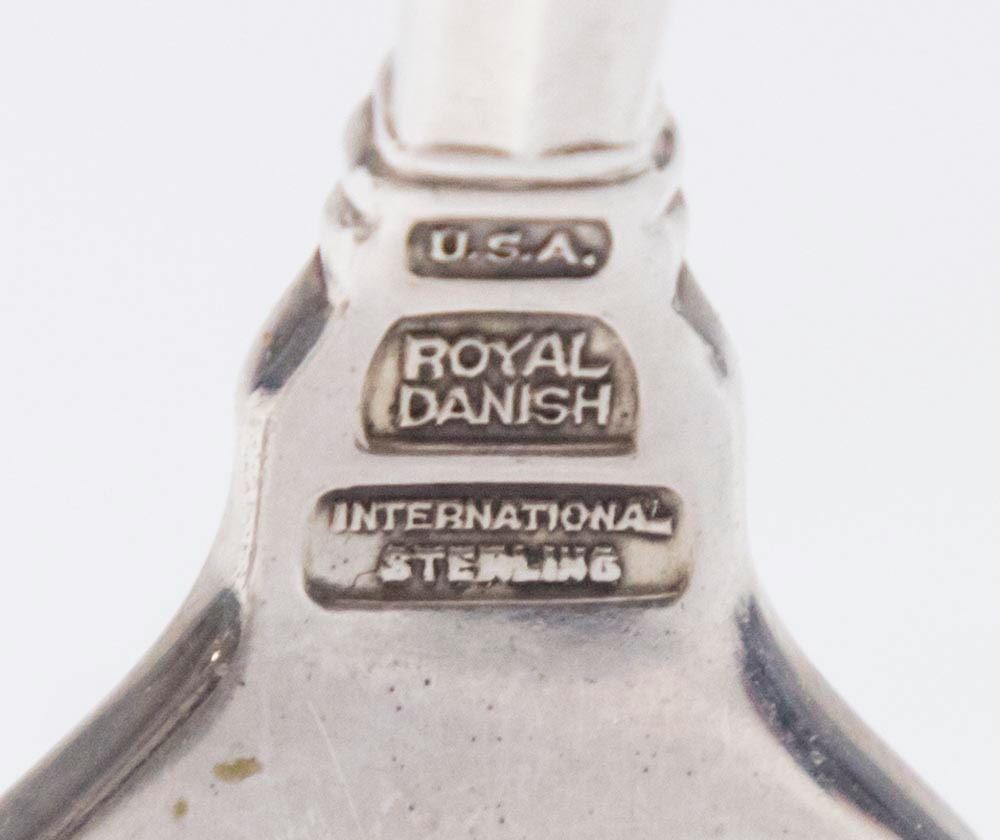 U.S.A.
ROYAL
DANISH
INTERNATIONAL
STERLING